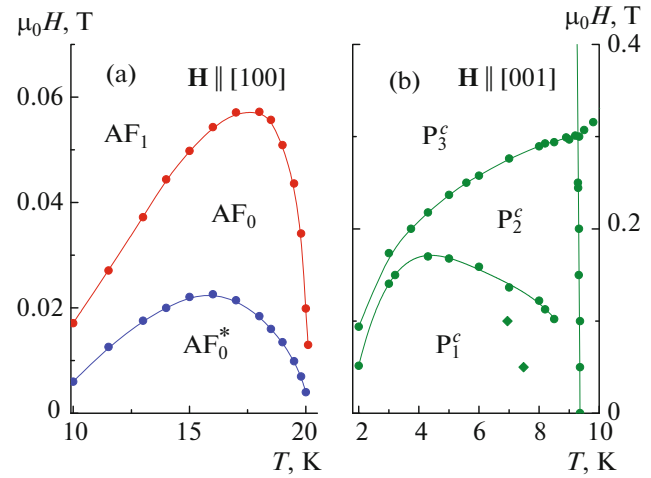 μ₀H, T
μ₀H, T
(a)
H || [100]
(b)
H || [001]
0.4
0.06
AF₁
P₃ᶜ
AF₀
0.04
P₂ᶜ
0.2
0.02
AF₀*
P₁ᶜ
0
0
10
15
20
2
4
6
8
10
T, K
T, K